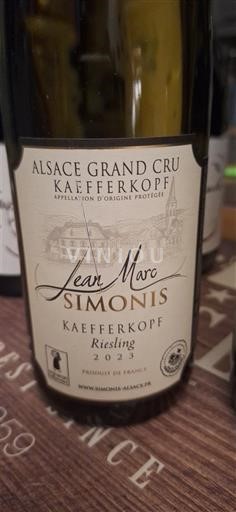 ALSACE GRAND CRU
KAEFFERKOPF
APPELLATION D'ORIGINE PROTÉGÉE
VINIOU
Jean Marc
SIMONIS
KAEFFERKOPF
Riesling
2023
PRODUIT DE FRANCE
WWW.SIMONIS-ALSACE.FR